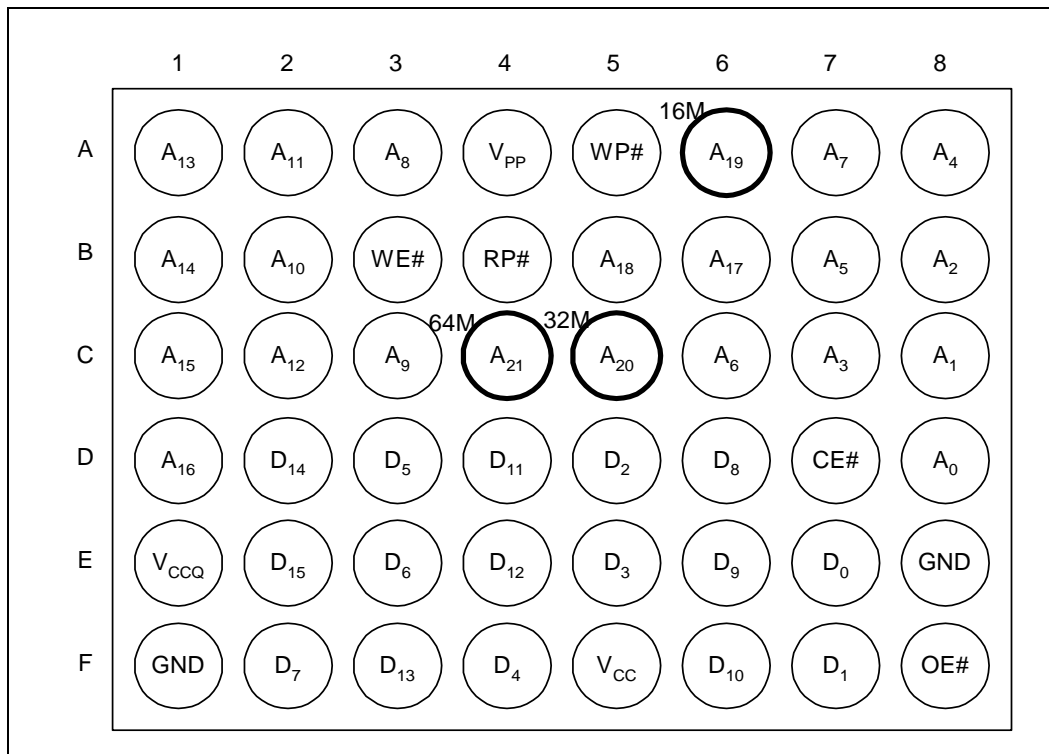 1 2 3 4 5 6 7 8
16M
A A13 A11 A8 VPP WP# A19 A7 A4
B A14 A10 WE# RP# A18 A17 A5 A2
64M 32M
C A15 A12 A9 A21 A20 A6 A3 A1
D A16 D14 D5 D11 D2 D8 CE# A0
E VCCQ D15 D6 D12 D3 D9 D0 GND
F GND D7 D13 D4 VCC D10 D1 OE#